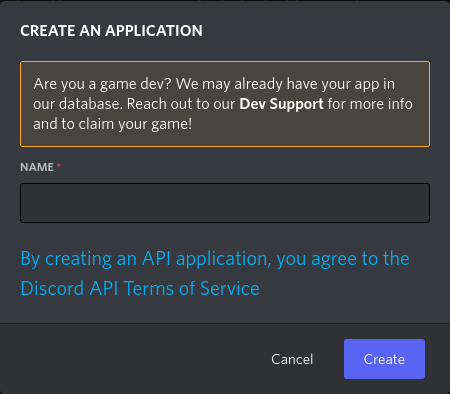 CREATE AN APPLICATION
Are you a game dev? We may already have your app in
our database. Reach out to our Dev Support for more info
and to claim your game!
NAME *
By creating an API application, you agree to the
Discord API Terms of Service
Cancel
Create